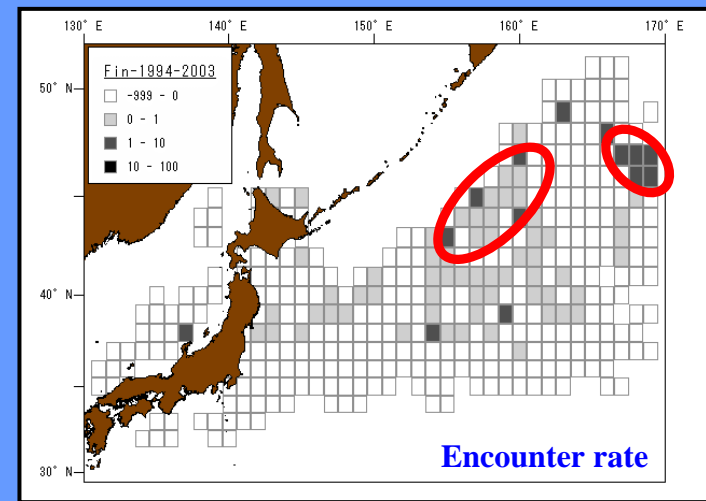 130° 140° 150° E 160° 170° E
50° N
Fin-1994-2003
-999 - 0
0 - 1
1 - 10
10 - 100
40° N
30° N
Encounter rate